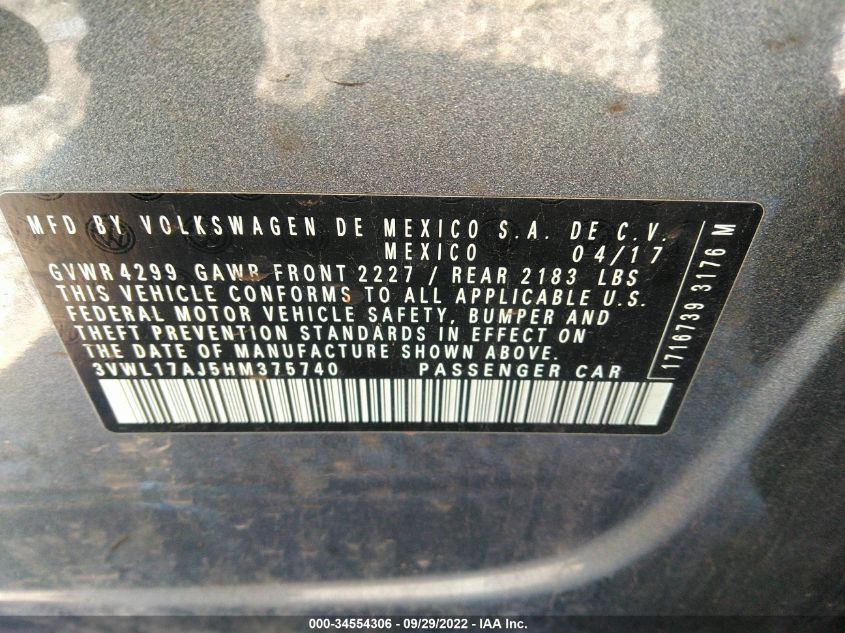 MFD BY VOLKSWAGEN DE MEXICO S.A. DE C.V.
MEXICO 04/17
GVWR 4299 GAWR FRONT 2227 / REAR 2183 LBS
THIS VEHICLE CONFORMS TO ALL APPLICABLE U.S.
FEDERAL MOTOR VEHICLE SAFETY, BUMPER AND
THEFT PREVENTION STANDARDS IN EFFECT ON
THE DATE OF MANUFACTURE SHOWN ABOVE.
3VWL17AJ5HM375740 PASSENGER CAR
1716739 3176 M
000-34554306 - 09/29/2022 - IAA Inc.